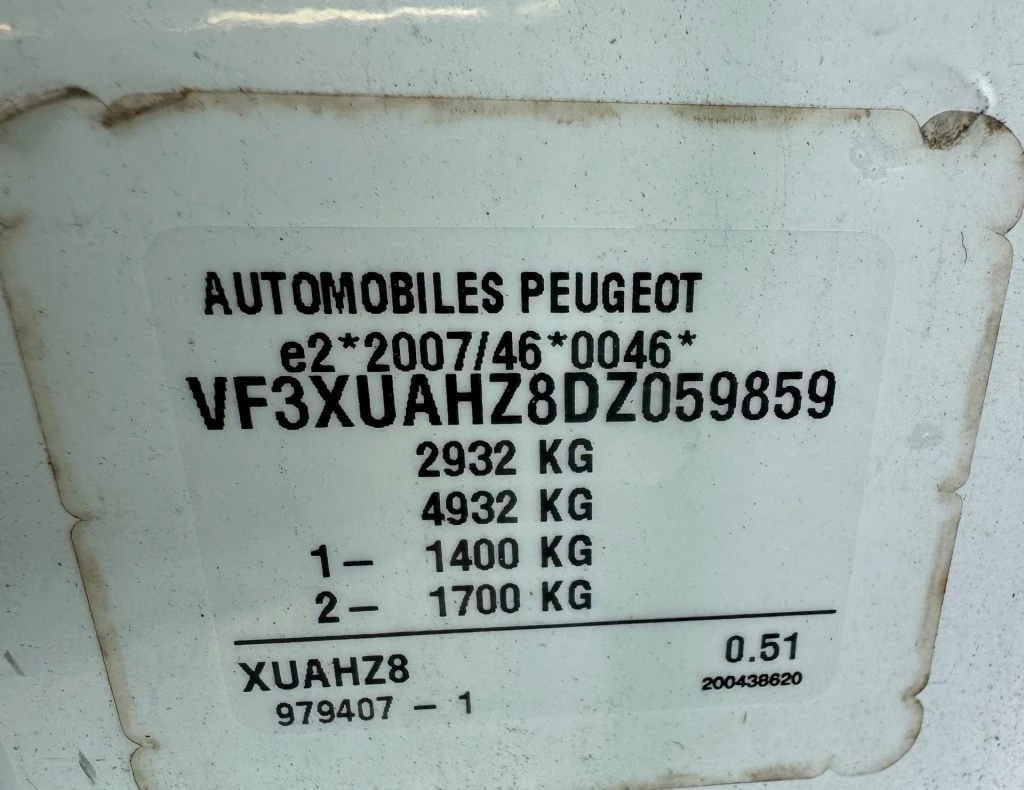 AUTOMOBILES PEUGEOT
e2*2007/46*0046*
VF3XUAHZ8DZ059859
2932 KG
4932 KG
1- 1400 KG
2- 1700 KG
XUAHZ8 0.51
979407 - 1 200438620